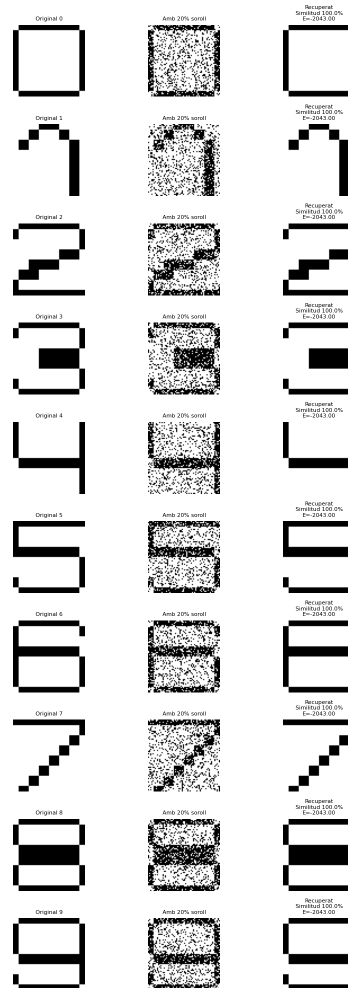 Original 0
Amb 20% soroll
Recuperat
Similitud 100.0%
E=-2043.00
Original 1
Amb 20% soroll
Recuperat
Similitud 100.0%
E=-2043.00
Original 2
Amb 20% soroll
Recuperat
Similitud 100.0%
E=-2043.00
Original 3
Amb 20% soroll
Recuperat
Similitud 100.0%
E=-2043.00
Original 4
Amb 20% soroll
Recuperat
Similitud 100.0%
E=-2043.00
Original 5
Amb 20% soroll
Recuperat
Similitud 100.0%
E=-2043.00
Original 6
Amb 20% soroll
Recuperat
Similitud 100.0%
E=-2043.00
Original 7
Amb 20% soroll
Recuperat
Similitud 100.0%
E=-2043.00
Original 8
Amb 20% soroll
Recuperat
Similitud 100.0%
E=-2043.00
Original 9
Amb 20% soroll
Recuperat
Similitud 100.0%
E=-2043.00